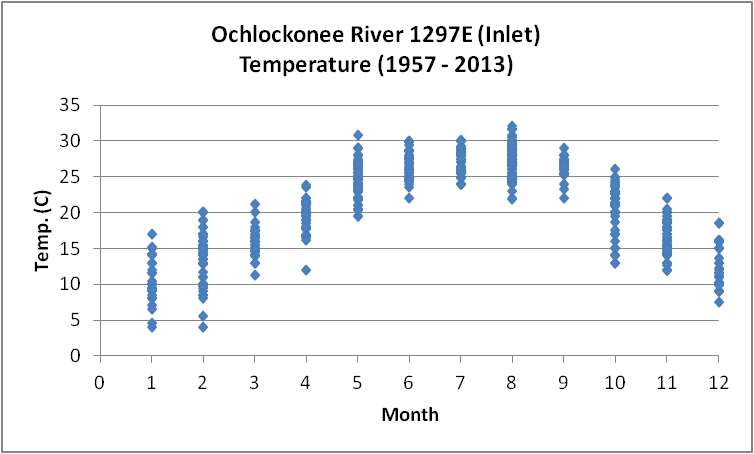 Ochlockonee River 1297E (Inlet)
Temperature (1957 - 2013)
35
30
25
20
15
10
5
0
Temp. (C)
0 1 2 3 4 5 6 7 8 9 10 11 12
Month